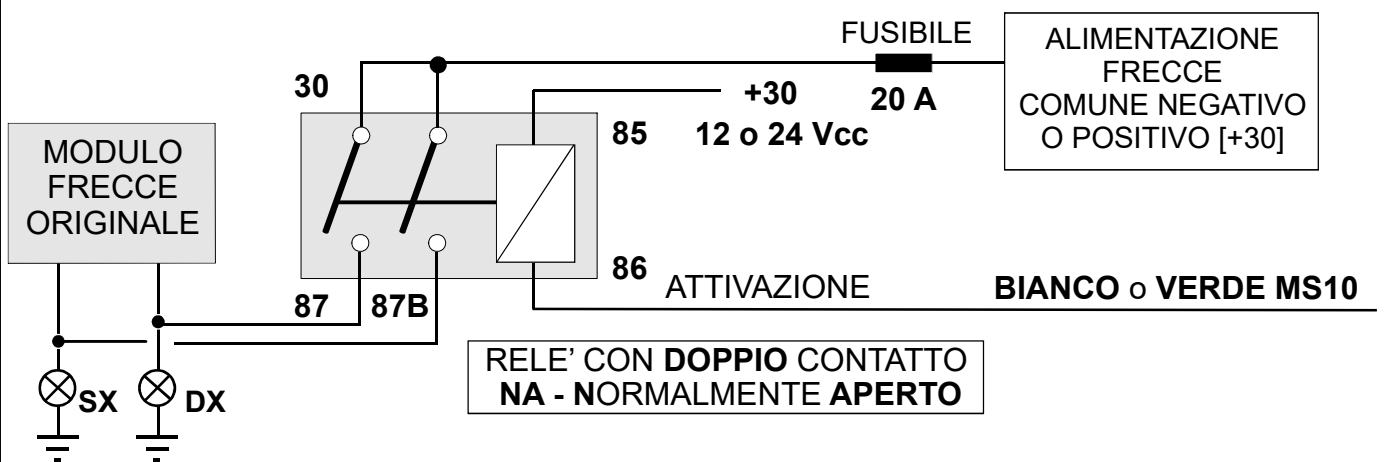 FUSIBILE
20 A
ALIMENTAZIONE
FRECCE
COMUNE NEGATIVO
O POSITIVO [+30]
30
+30
12 o 24 Vcc
85
MODULO
FRECCE
ORIGINALE
86
ATTIVAZIONE
BIANCO o VERDE MS10
87
87B
RELE' CON DOPPIO CONTATTO
NA - NORMALMENTE APERTO
SX
DX